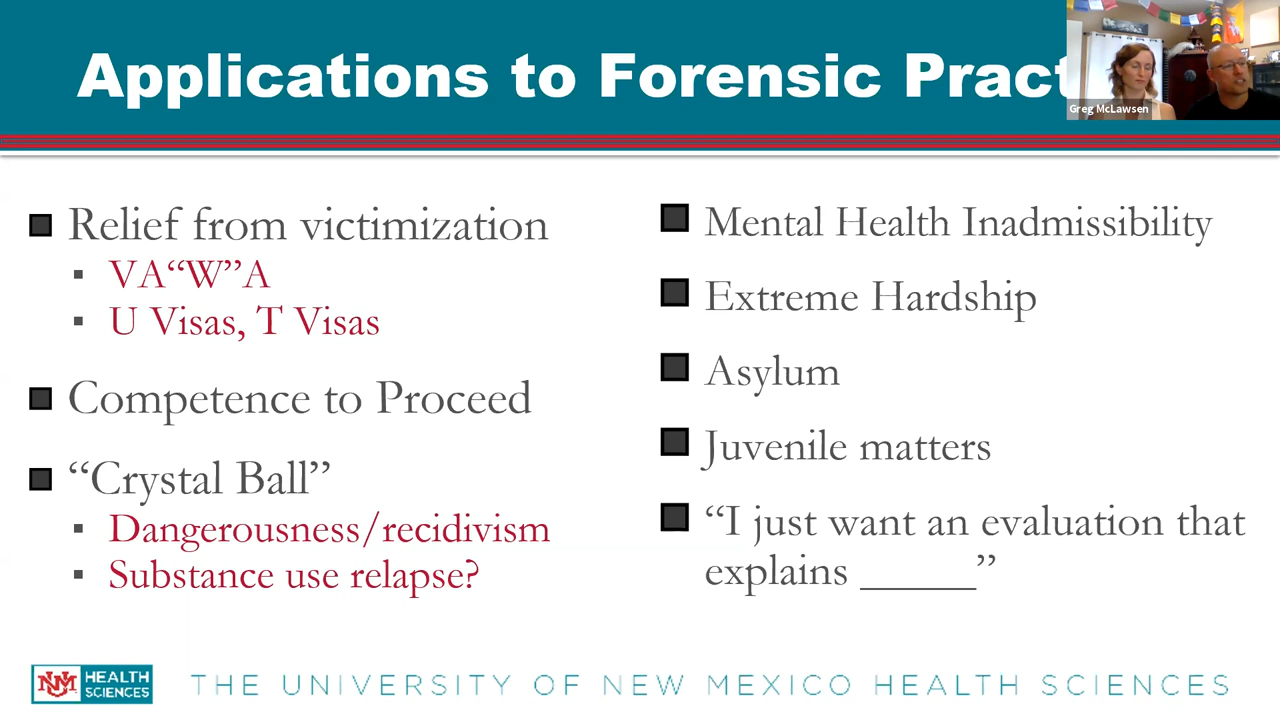 Applications to Forensic Pract
Greg McLawsen
Relief from victimization
VA“W”A
U Visas, T Visas
Competence to Proceed
“Crystal Ball”
Dangerousness/recidivism
Substance use relapse?
Mental Health Inadmissibility
Extreme Hardship
Asylum
Juvenile matters
“I just want an evaluation that
explains _____”
UNM HEALTH
SCIENCES
THE UNIVERSITY OF NEW MEXICO HEALTH SCIENCES